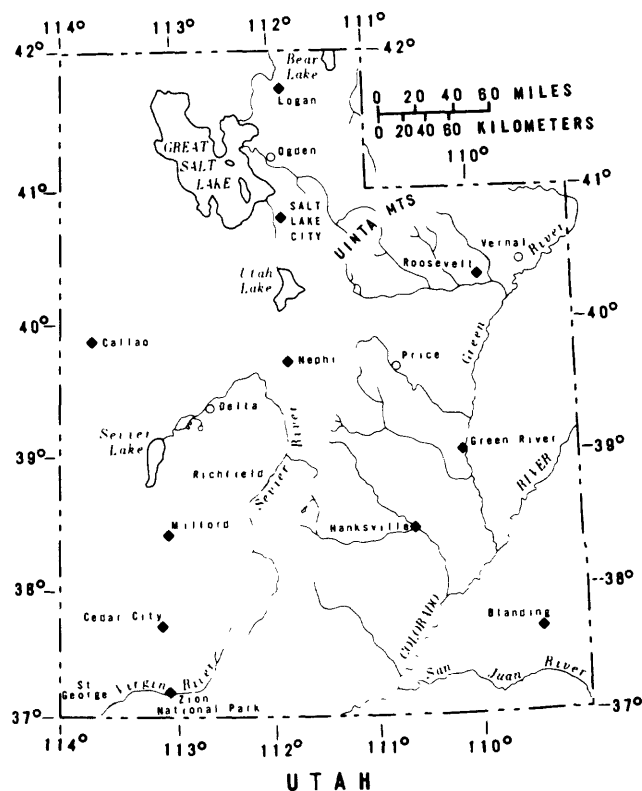 114°
113°
112°
42°
42°
Bear
Lake
Logan
0 20 40 60 MILES
0 20 40 60 KILOMETERS
110°
GREAT
SALT
LAKE
Ogden
41°
41°
SALT
LAKE
CITY
UINTA MTS
Vernal
Roosevelt
Green River
Utah
Lake
40°
40°
Callao
Nephi
Price
Delta
Sevier
Lake
Green River
39°
39°
Richfield
Sevier River
COLORADO RIVER
Milford
Hanksville
38°
38°
Cedar City
Blanding
St
George
Virgin River
Zion
National Park
San Juan River
37°
37°
114°
113°
112°
111°
110°
UTAH